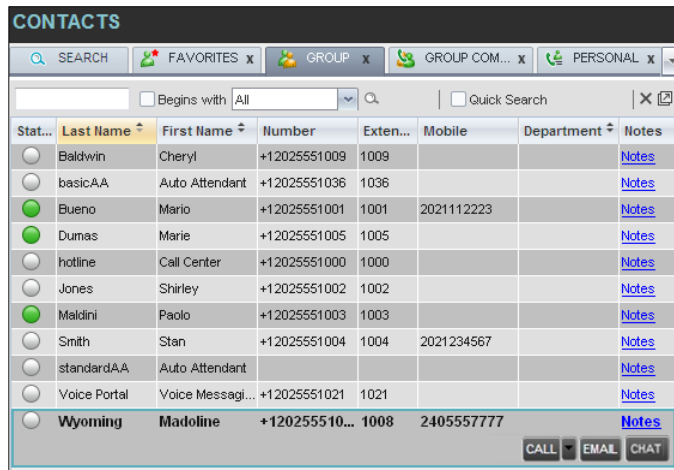 CONTACTS
SEARCH FAVORITES x GROUP x GROUP COM... x PERSONAL x
Begins with All Quick Search
Stat... Last Name First Name Number Exten... Mobile Department Notes
Baldwin Cheryl +12025551009 1009 Notes
basicAA Auto Attendant +12025551036 1036 Notes
Bueno Mario +12025551001 1001 2021112223 Notes
Dumas Marie +12025551005 1005 Notes
hotline Call Center +12025551000 1000 Notes
Jones Shirley +12025551002 1002 Notes
Maldini Paolo +12025551003 1003 Notes
Smith Stan +12025551004 1004 2021234567 Notes
standardAA Auto Attendant Notes
Voice Portal Voice Messagi... +12025551021 1021 Notes
Wyoming Madoline +120255510... 1008 2405557777 Notes
CALL EMAIL CHAT